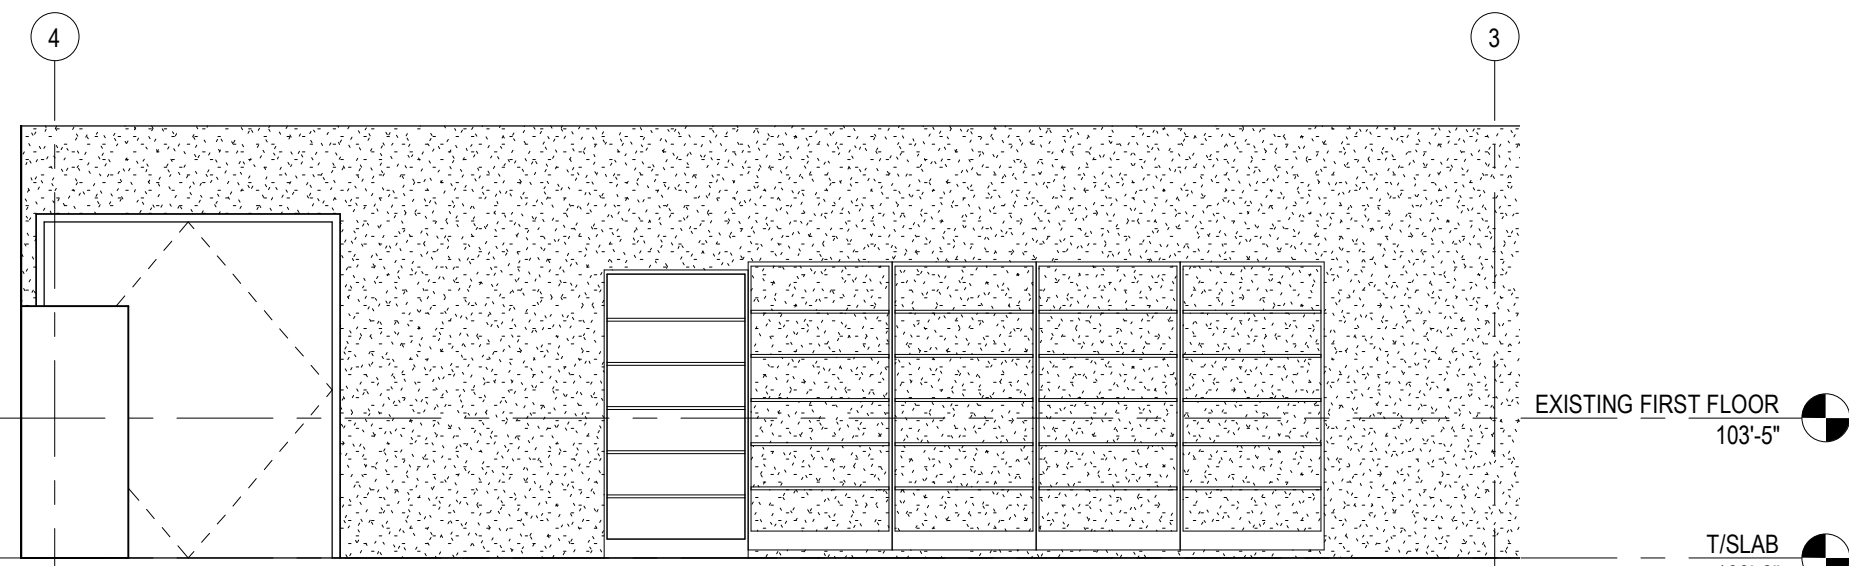 4
3
EXISTING FIRST FLOOR
103'-5"
T/SLAB